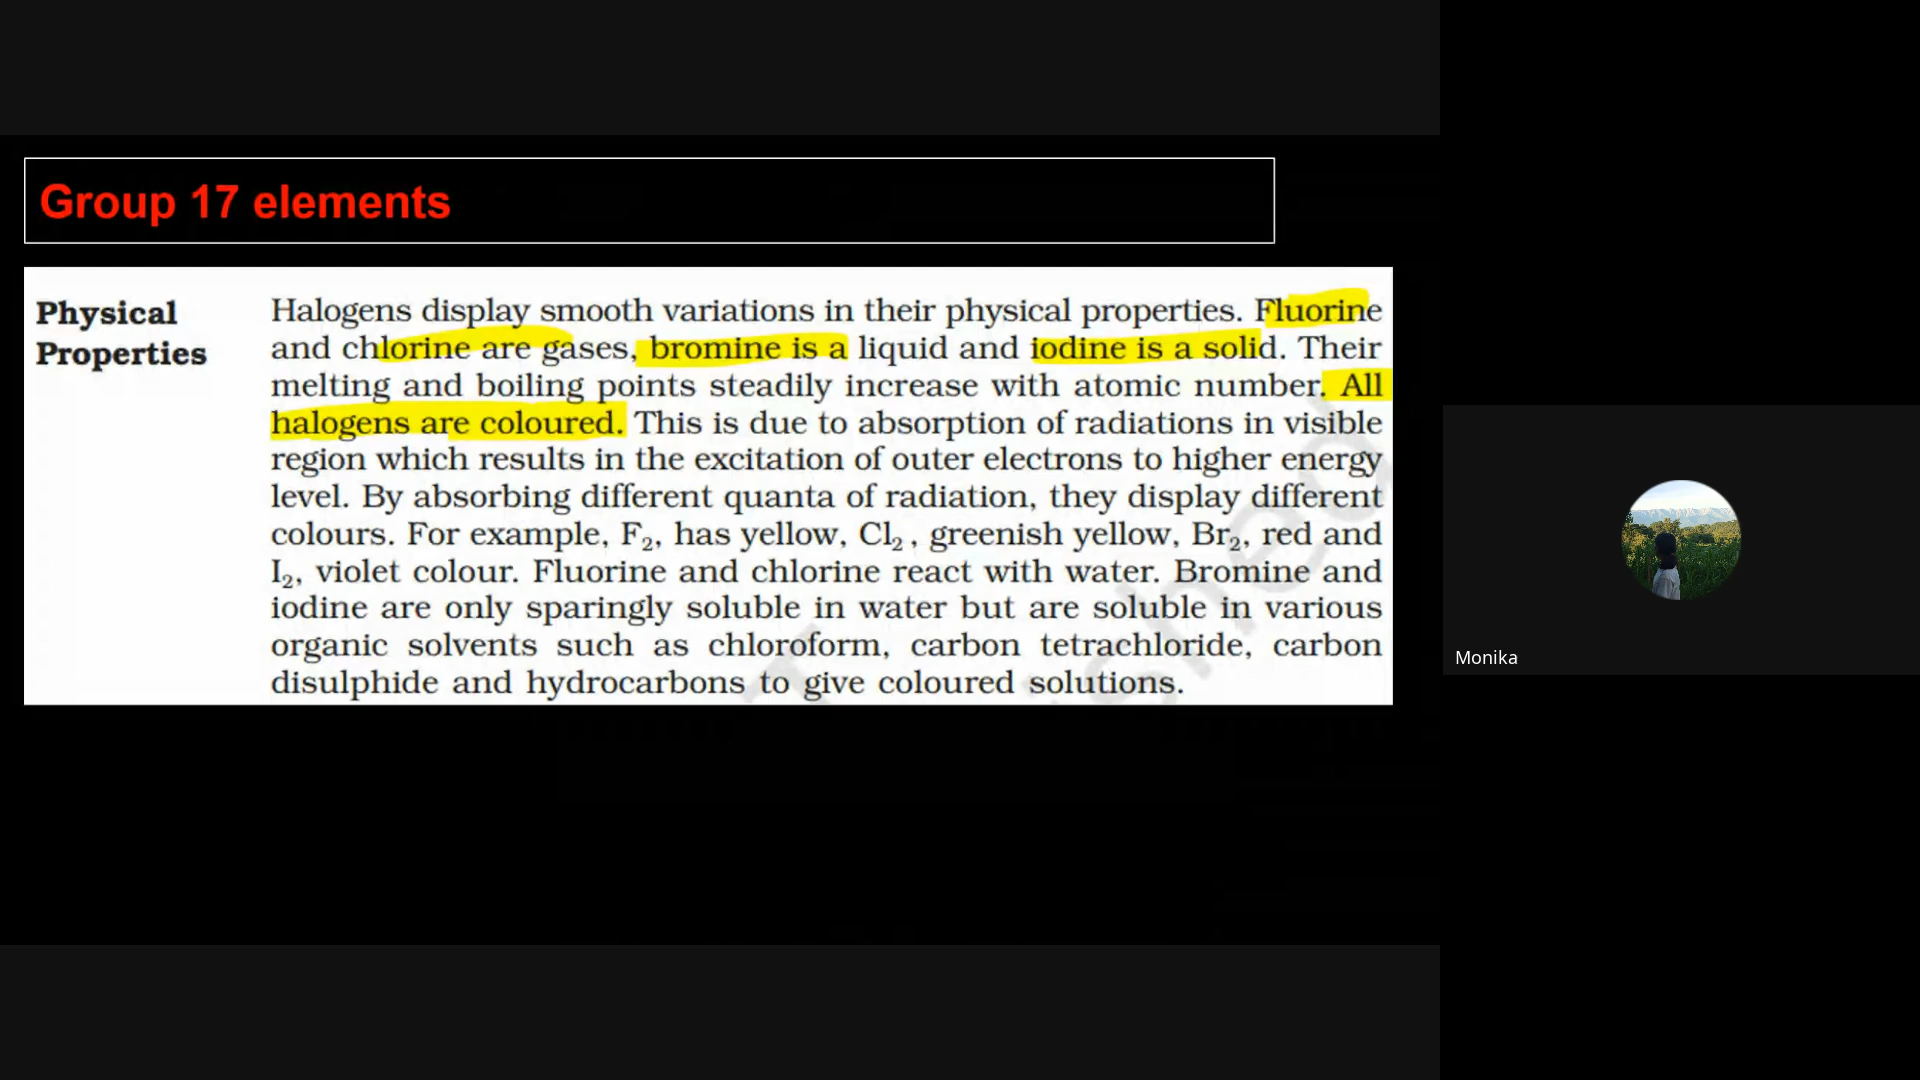 Group 17 elements
Physical
Properties
Halogens display smooth variations in their physical properties. Fluorine
and chlorine are gases, bromine is a liquid and iodine is a solid. Their
melting and boiling points steadily increase with atomic number. All
halogens are coloured. This is due to absorption of radiations in visible
region which results in the excitation of outer electrons to higher energy
level. By absorbing different quanta of radiation, they display different
colours. For example, F₂, has yellow, Cl₂ , greenish yellow, Br₂, red and
I₂, violet colour. Fluorine and chlorine react with water. Bromine and
iodine are only sparingly soluble in water but are soluble in various
organic solvents such as chloroform, carbon tetrachloride, carbon
disulphide and hydrocarbons to give coloured solutions.
Monika